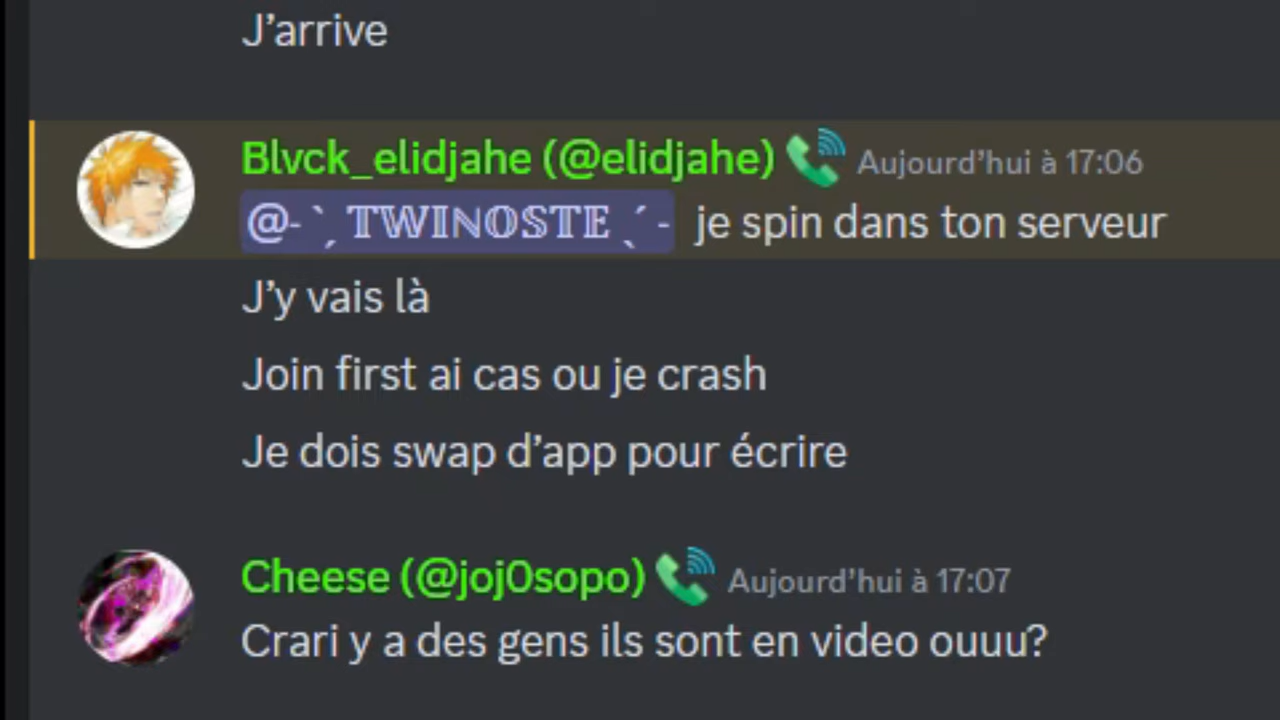 J’arrive
Blvck_elidjahe (@elidjahe) Aujourd’hui à 17:06
@- ˋˏ 𝕋𝕎𝕀ℕ𝕆𝕊𝕋𝔼 ˎˊ - je spin dans ton serveur
J’y vais là
Join first ai cas ou je crash
Je dois swap d’app pour écrire
Cheese (@joj0sopo) Aujourd’hui à 17:07
Crari y a des gens ils sont en video ouuu?